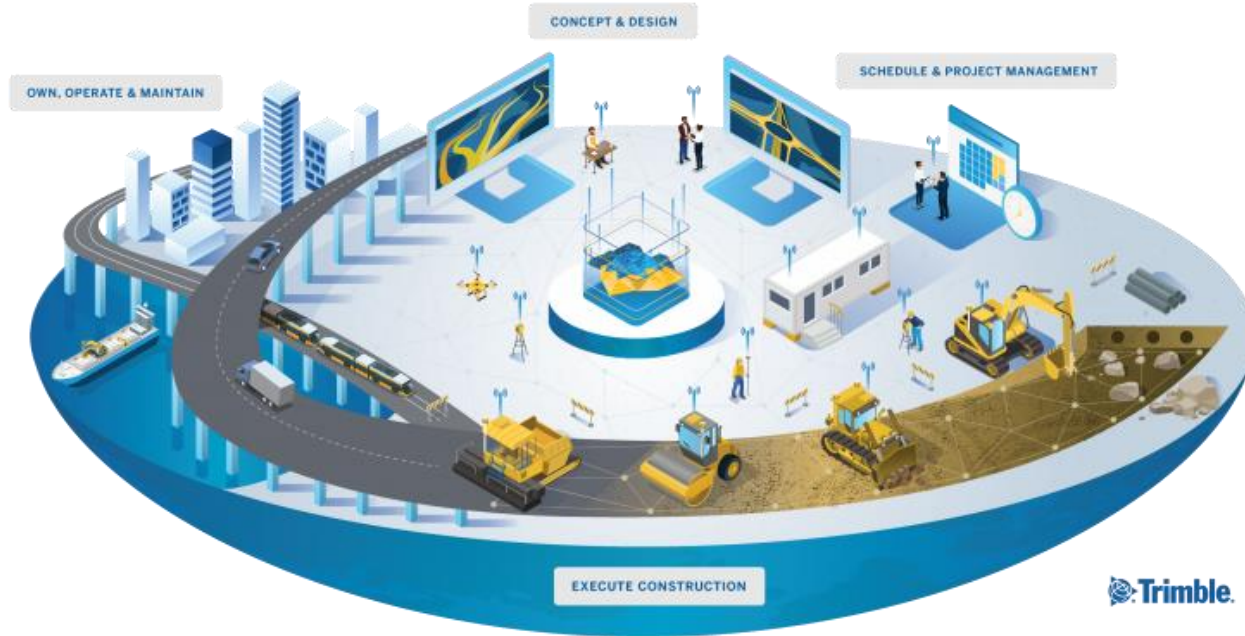 CONCEPT & DESIGN
SCHEDULE & PROJECT MANAGEMENT
OWN, OPERATE & MAINTAIN
EXECUTE CONSTRUCTION
Trimble.